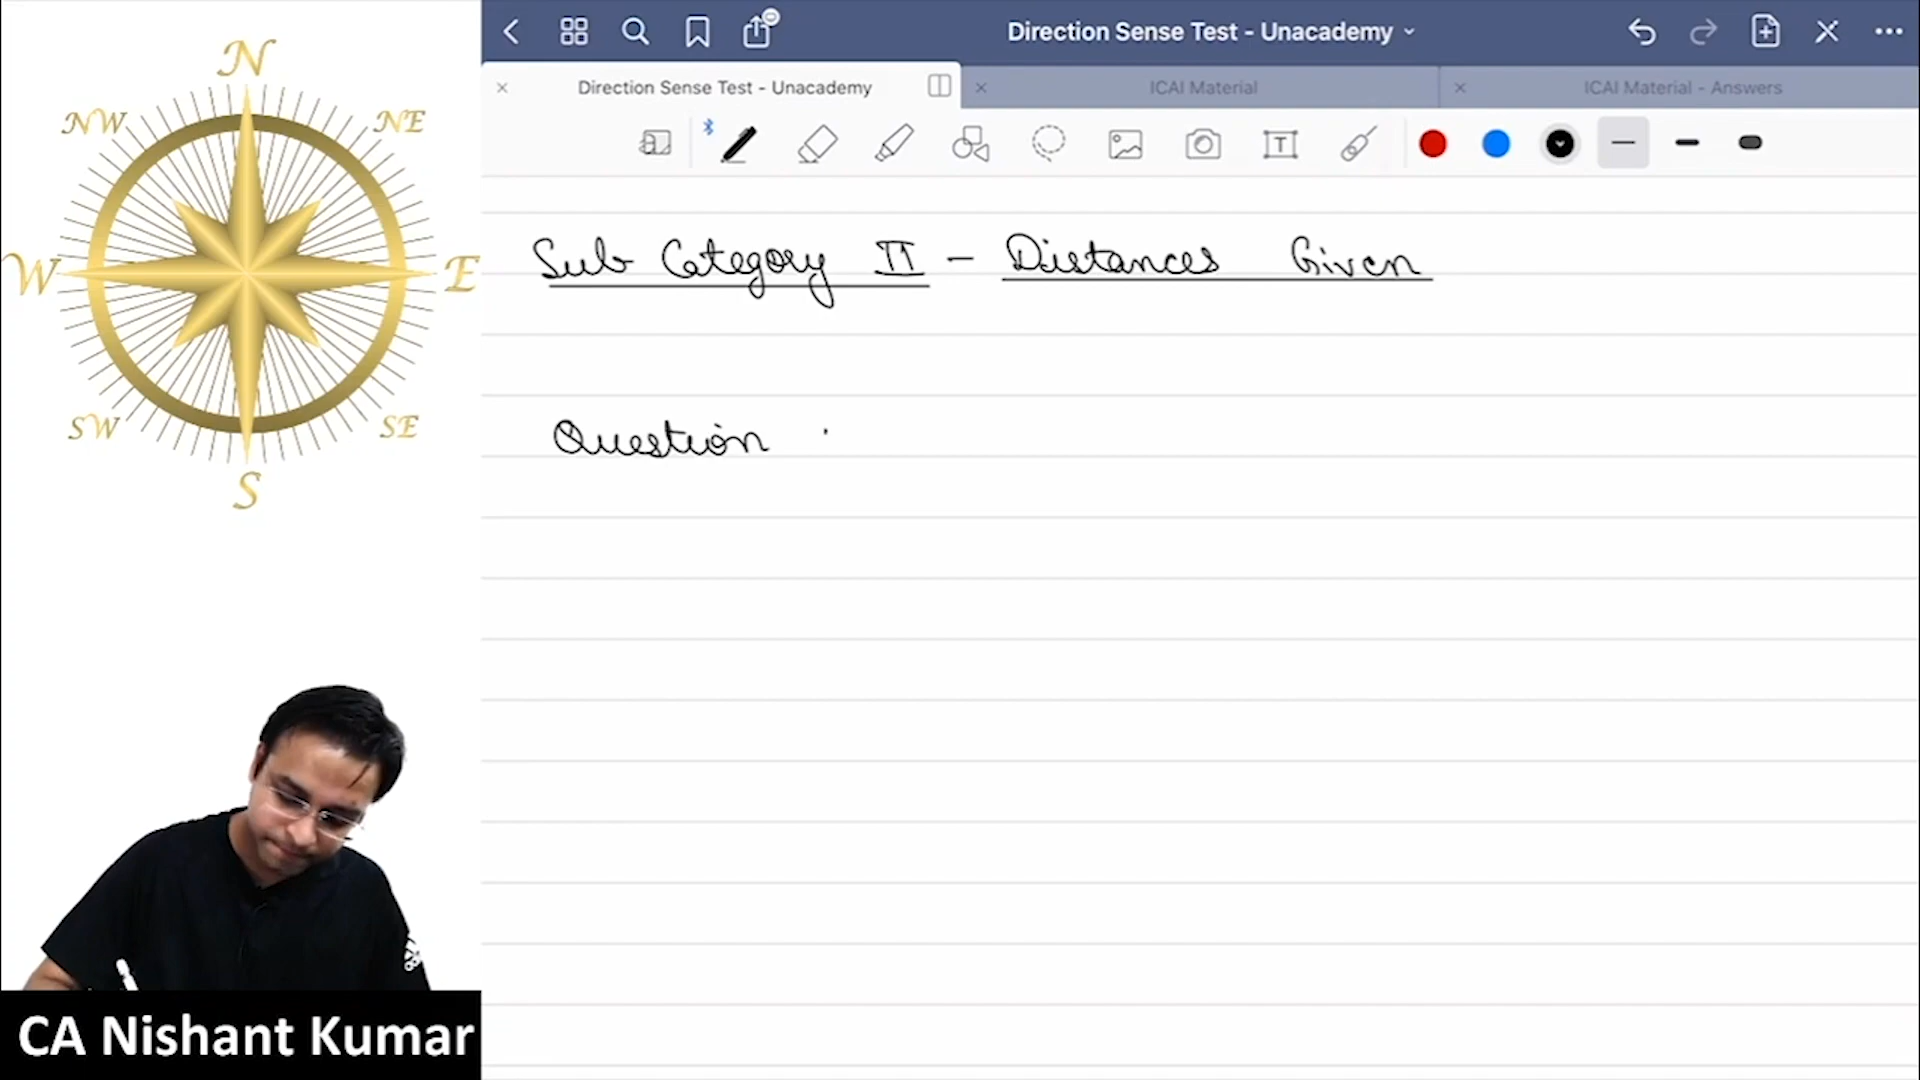 N
NW
NE
W
E
SW
SE
S
CA Nishant Kumar
Direction Sense Test - Unacademy
Direction Sense Test - Unacademy
ICAI Material
ICAI Material - Answers
T
Sub Category II - Distances Given
Question